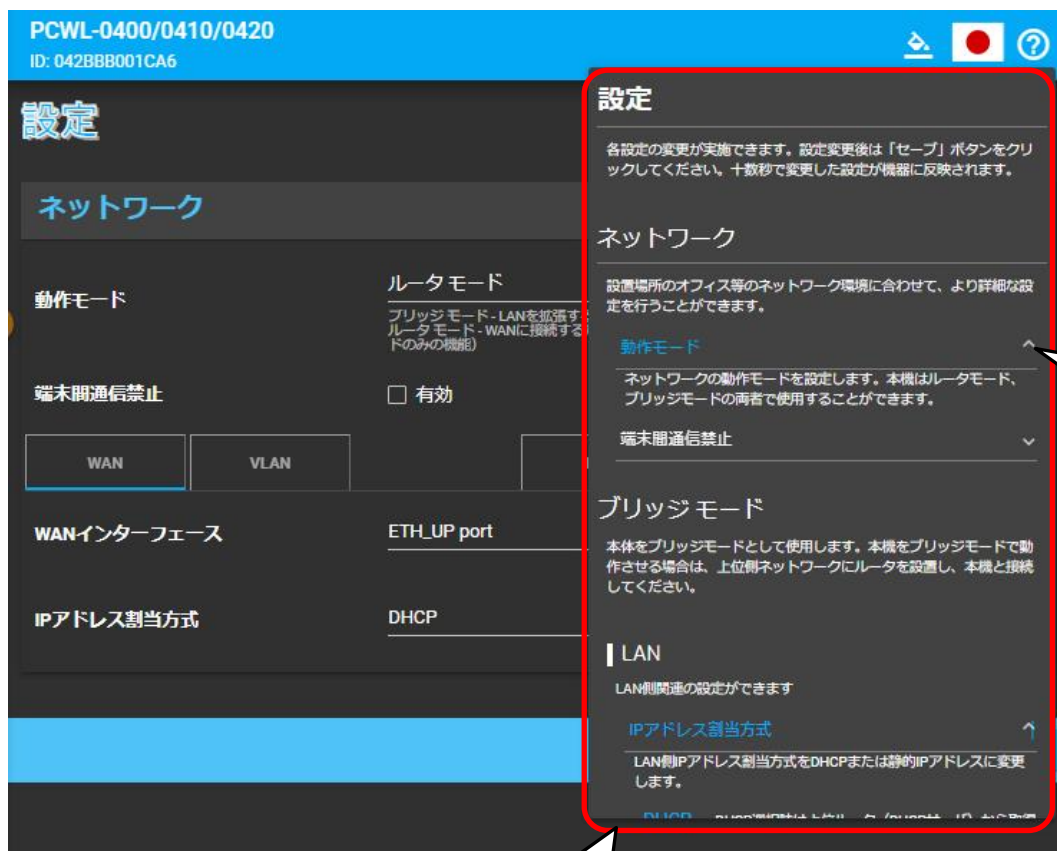 PCWL-0400/0410/0420
ID: 042BBB001CA6
設定
ネットワーク
動作モード
ルータモード
ブリッジモード - LANを拡張す
ルータモード - WANに接続する
ドのみの機能）
端末間通信禁止
有効
WAN
VLAN
WANインターフェース
ETH_UP port
IPアドレス割当方式
DHCP
設定
各設定の変更が実施できます。設定変更後は「セーブ」ボタンをクリ
ックしてください。十数秒で変更した設定が機器に反映されます。
ネットワーク
設置場所のオフィス等のネットワーク環境に合わせて、より詳細な設
定を行うことができます。
動作モード
ネットワークの動作モードを設定します。本機はルータモード、
ブリッジモードの両者で使用することができます。
端末間通信禁止
ブリッジモード
本体をブリッジモードとして使用します。本機をブリッジモードで動
作させる場合は、上位側ネットワークにルータを設置し、本機と接続
してください。
LAN
LAN側関連の設定ができます
IPアドレス割当方式
LAN側IPアドレス割当方式をDHCPまたは静的IPアドレスに変更
します。